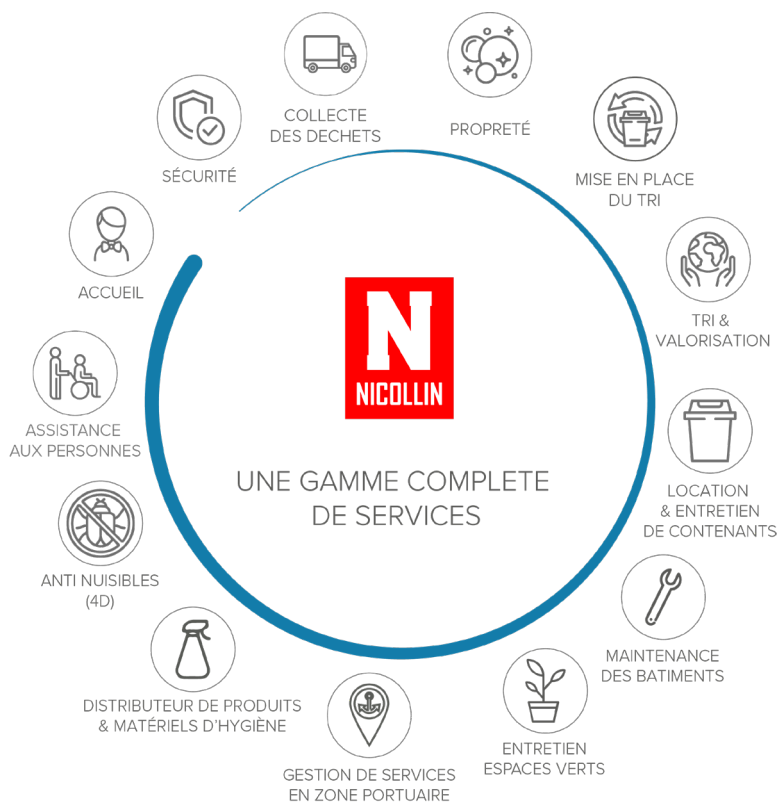 COLLECTE
DES DECHETS
PROPRETÉ
MISE EN PLACE
DU TRI
TRI &
VALORISATION
LOCATION
& ENTRETIEN
DE CONTENANTS
MAINTENANCE
DES BATIMENTS
ENTRETIEN
ESPACES VERTS
GESTION DE SERVICES
EN ZONE PORTUAIRE
DISTRIBUTEUR DE PRODUITS
& MATÉRIELS D'HYGIÈNE
ANTI NUISIBLES
(4D)
ASSISTANCE
AUX PERSONNES
ACCUEIL
SÉCURITÉ
N
NICOLLIN
UNE GAMME COMPLETE
DE SERVICES